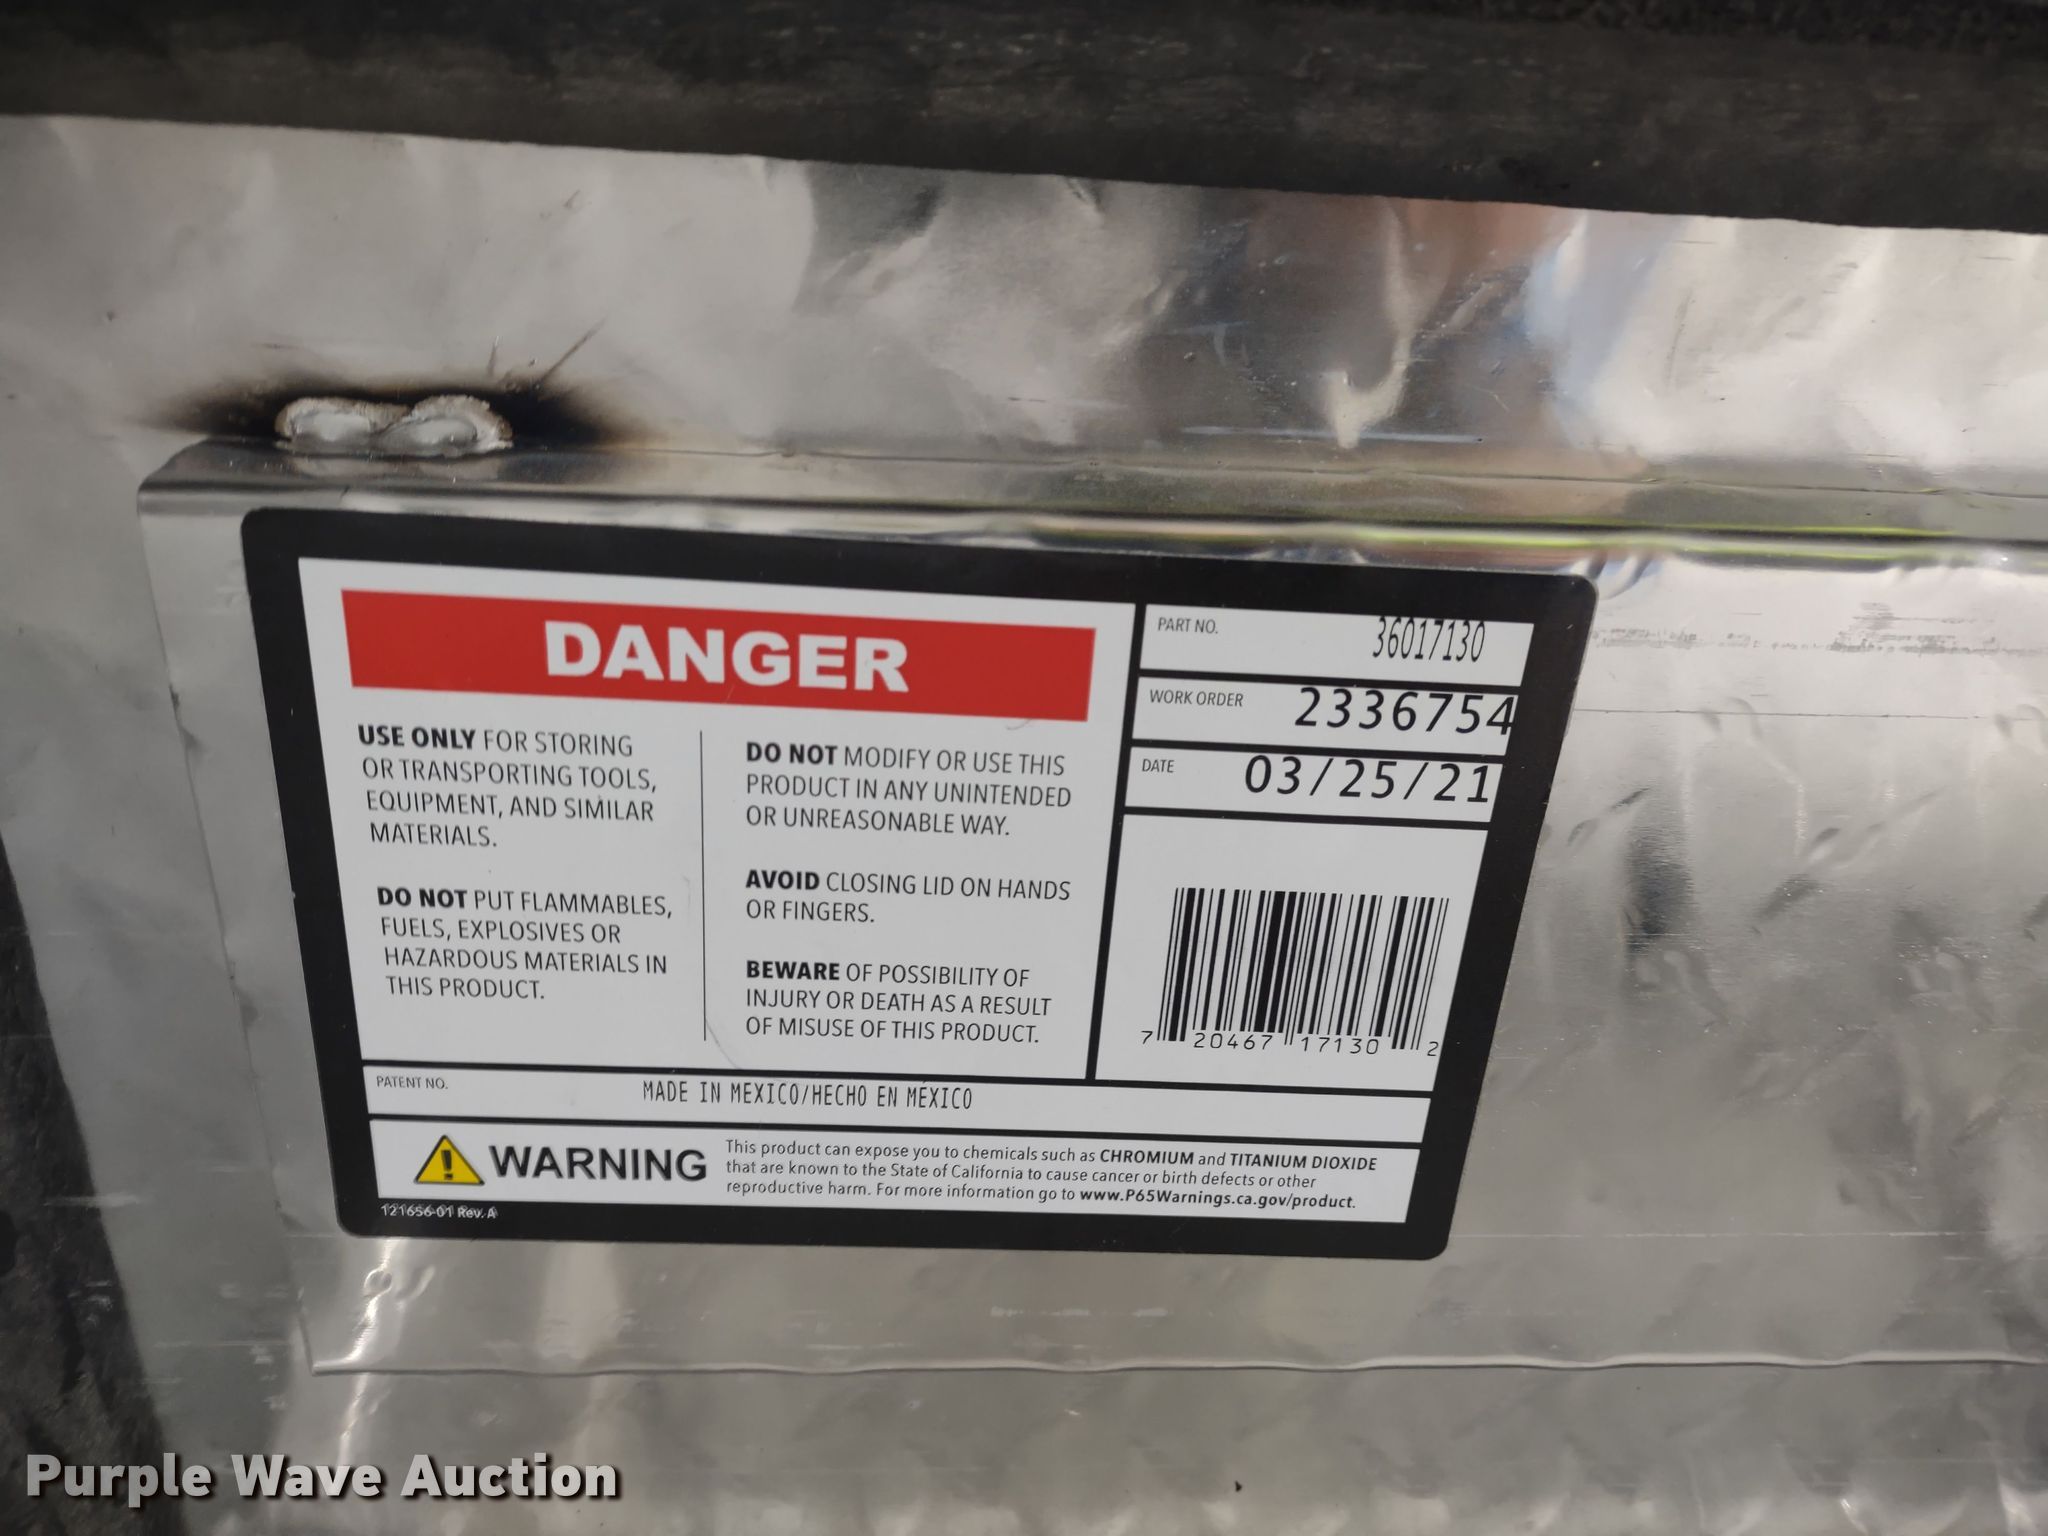 DANGER
USE ONLY FOR STORING
OR TRANSPORTING TOOLS,
EQUIPMENT, AND SIMILAR
MATERIALS.
DO NOT PUT FLAMMABLES,
FUELS, EXPLOSIVES OR
HAZARDOUS MATERIALS IN
THIS PRODUCT.
DO NOT MODIFY OR USE THIS
PRODUCT IN ANY UNINTENDED
OR UNREASONABLE WAY.
AVOID CLOSING LID ON HANDS
OR FINGERS.
BEWARE OF POSSIBILITY OF
INJURY OR DEATH AS A RESULT
OF MISUSE OF THIS PRODUCT.
PART NO. 36017130
WORK ORDER 2336754
DATE 03/25/21
7 20467 17130 2
PATENT NO. MADE IN MEXICO/HECHO EN MÉXICO
WARNING
This product can expose you to chemicals such as CHROMIUM and TITANIUM DIOXIDE
that are known to the State of California to cause cancer or birth defects or other
reproductive harm. For more information go to www.P65Warnings.ca.gov/product.
121656-01 Rev. A
Purple Wave Auction